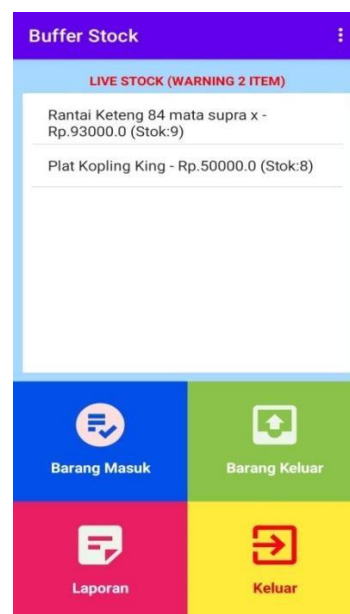 Buffer Stock
LIVE STOCK (WARNING 2 ITEM)
Rantai Keteng 84 mata supra x -
Rp.93000.0 (Stok:9)
Plat Kopling King - Rp.50000.0 (Stok:8)
Barang Masuk
Barang Keluar
Laporan
Keluar